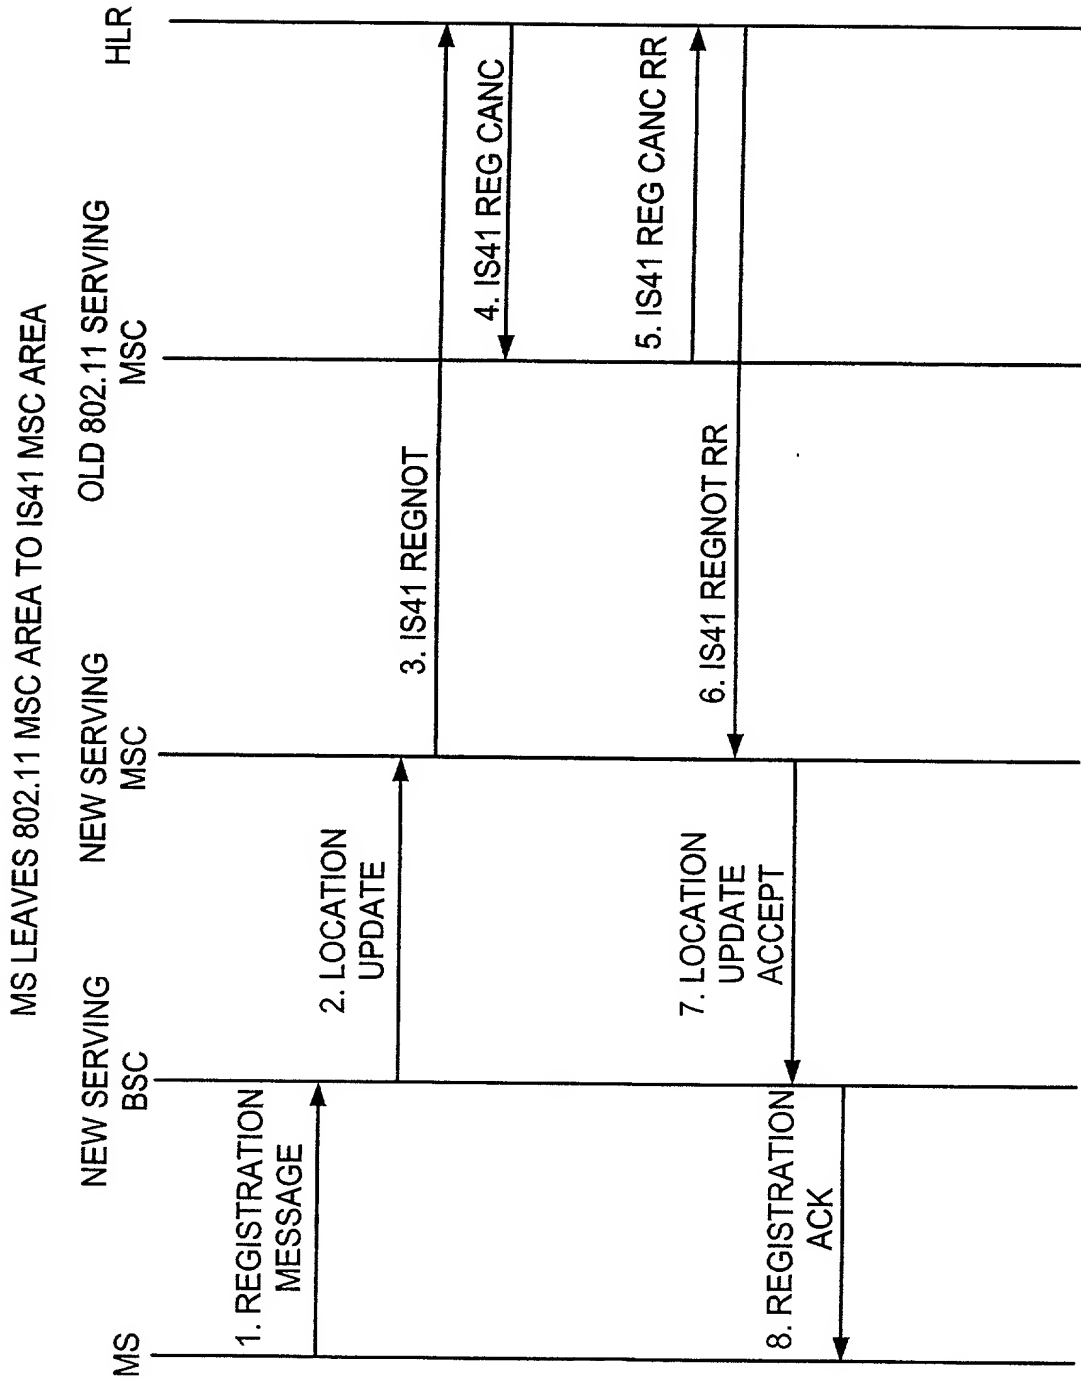 MS LEAVES 802.11 MSC AREA TO IS41 MSC AREA
MS
NEW SERVING
BSC
NEW SERVING
MSC
OLD 802.11 SERVING
MSC
HLR
1. REGISTRATION
MESSAGE
2. LOCATION
UPDATE
3. IS41 REGNOT
4. IS41 REG CANC
5. IS41 REG CANC RR
6. IS41 REGNOT RR
7. LOCATION
UPDATE
ACCEPT
8. REGISTRATION
ACK